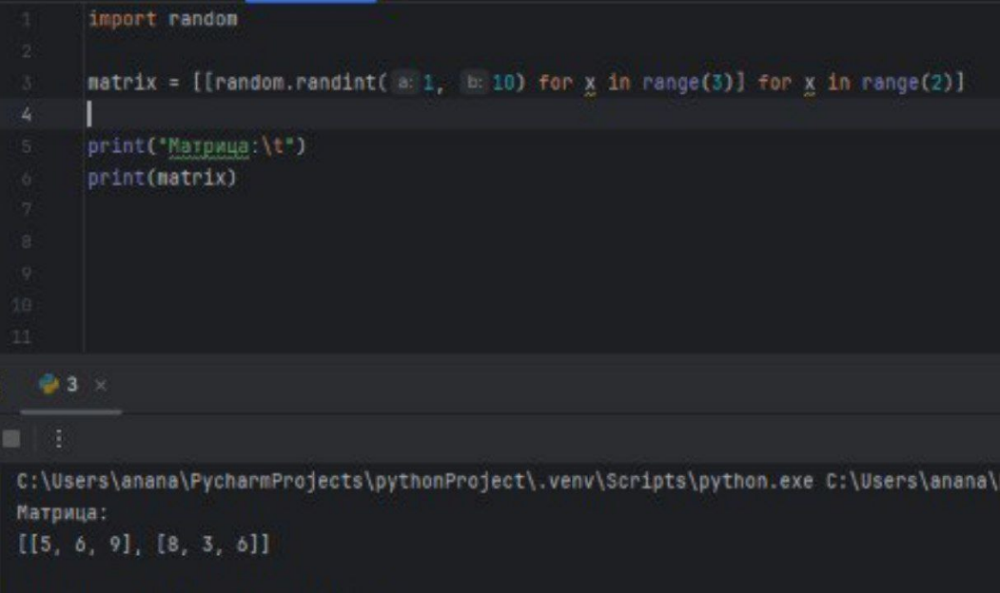 1 import random
2
3 matrix = [[random.randint( a: 1, b: 10) for x in range(3)] for x in range(2)]
4
5 print("Матрица:\t")
6 print(matrix)
7
8
9
10
11
3 ×
C:\Users\anana\PycharmProjects\pythonProject\.venv\Scripts\python.exe C:\Users\anana\
Матрица:
[[5, 6, 9], [8, 3, 6]]